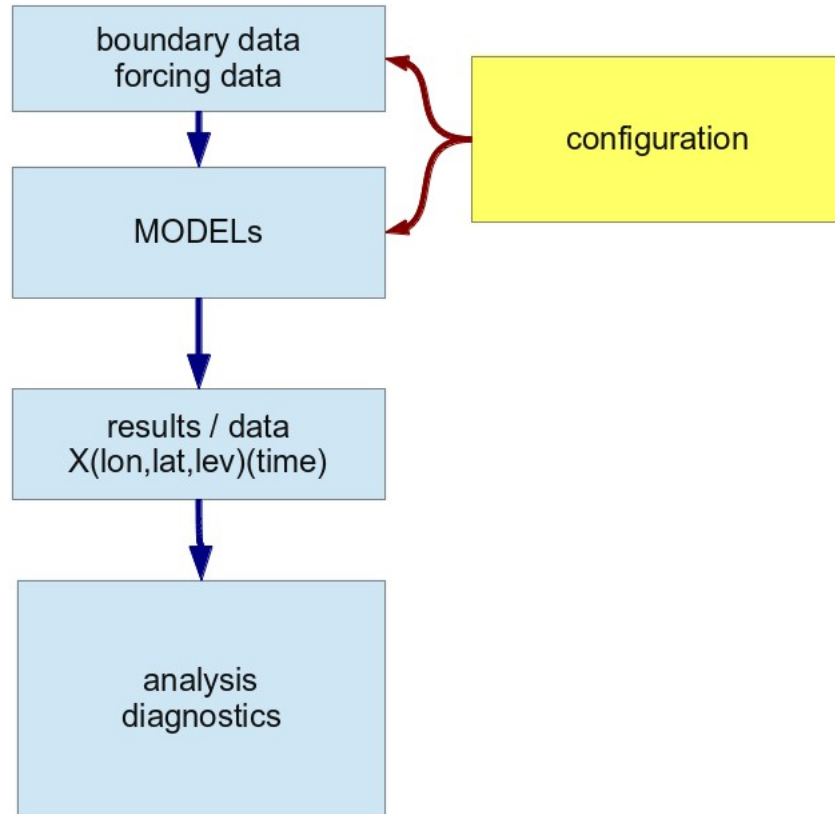 boundary data
forcing data
configuration
MODELs
results / data
X(lon,lat,lev)(time)
analysis
diagnostics